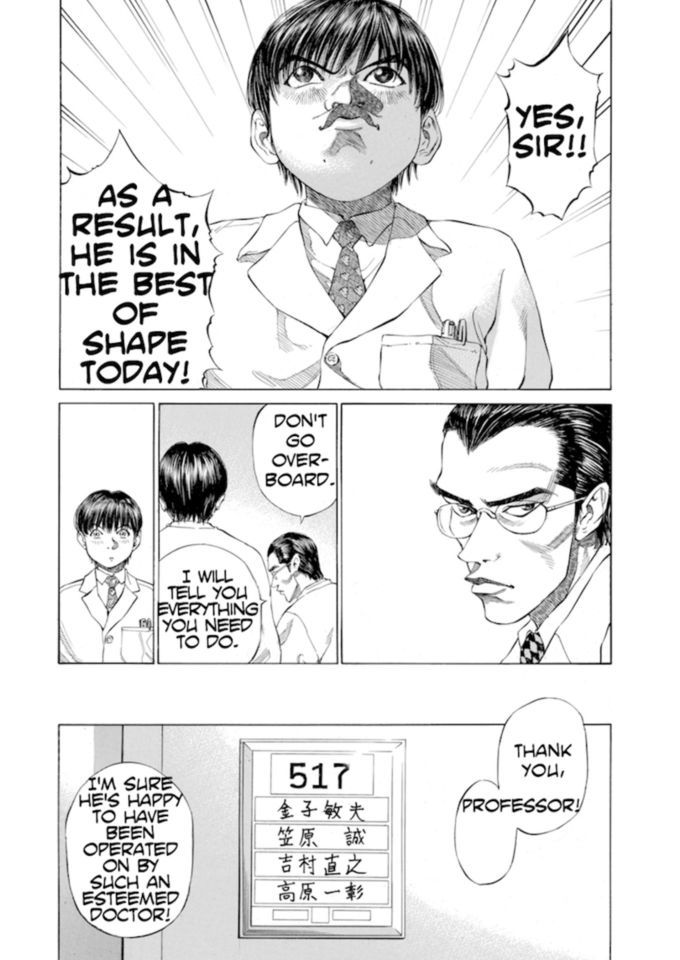 YES,
SIR!!
AS A
RESULT,
HE IS IN
THE BEST
OF
SHAPE
TODAY!
DON'T
GO
OVER-
BOARD.
I WILL
TELL YOU
EVERYTHING
YOU NEED
TO DO.
THANK
YOU,
PROFESSOR!
517
金子敏夫
笠原 誠
吉村直之
高原一彰
I'M SURE
HE'S HAPPY
TO HAVE
BEEN
OPERATED
ON BY
SUCH AN
ESTEEMED
DOCTOR!